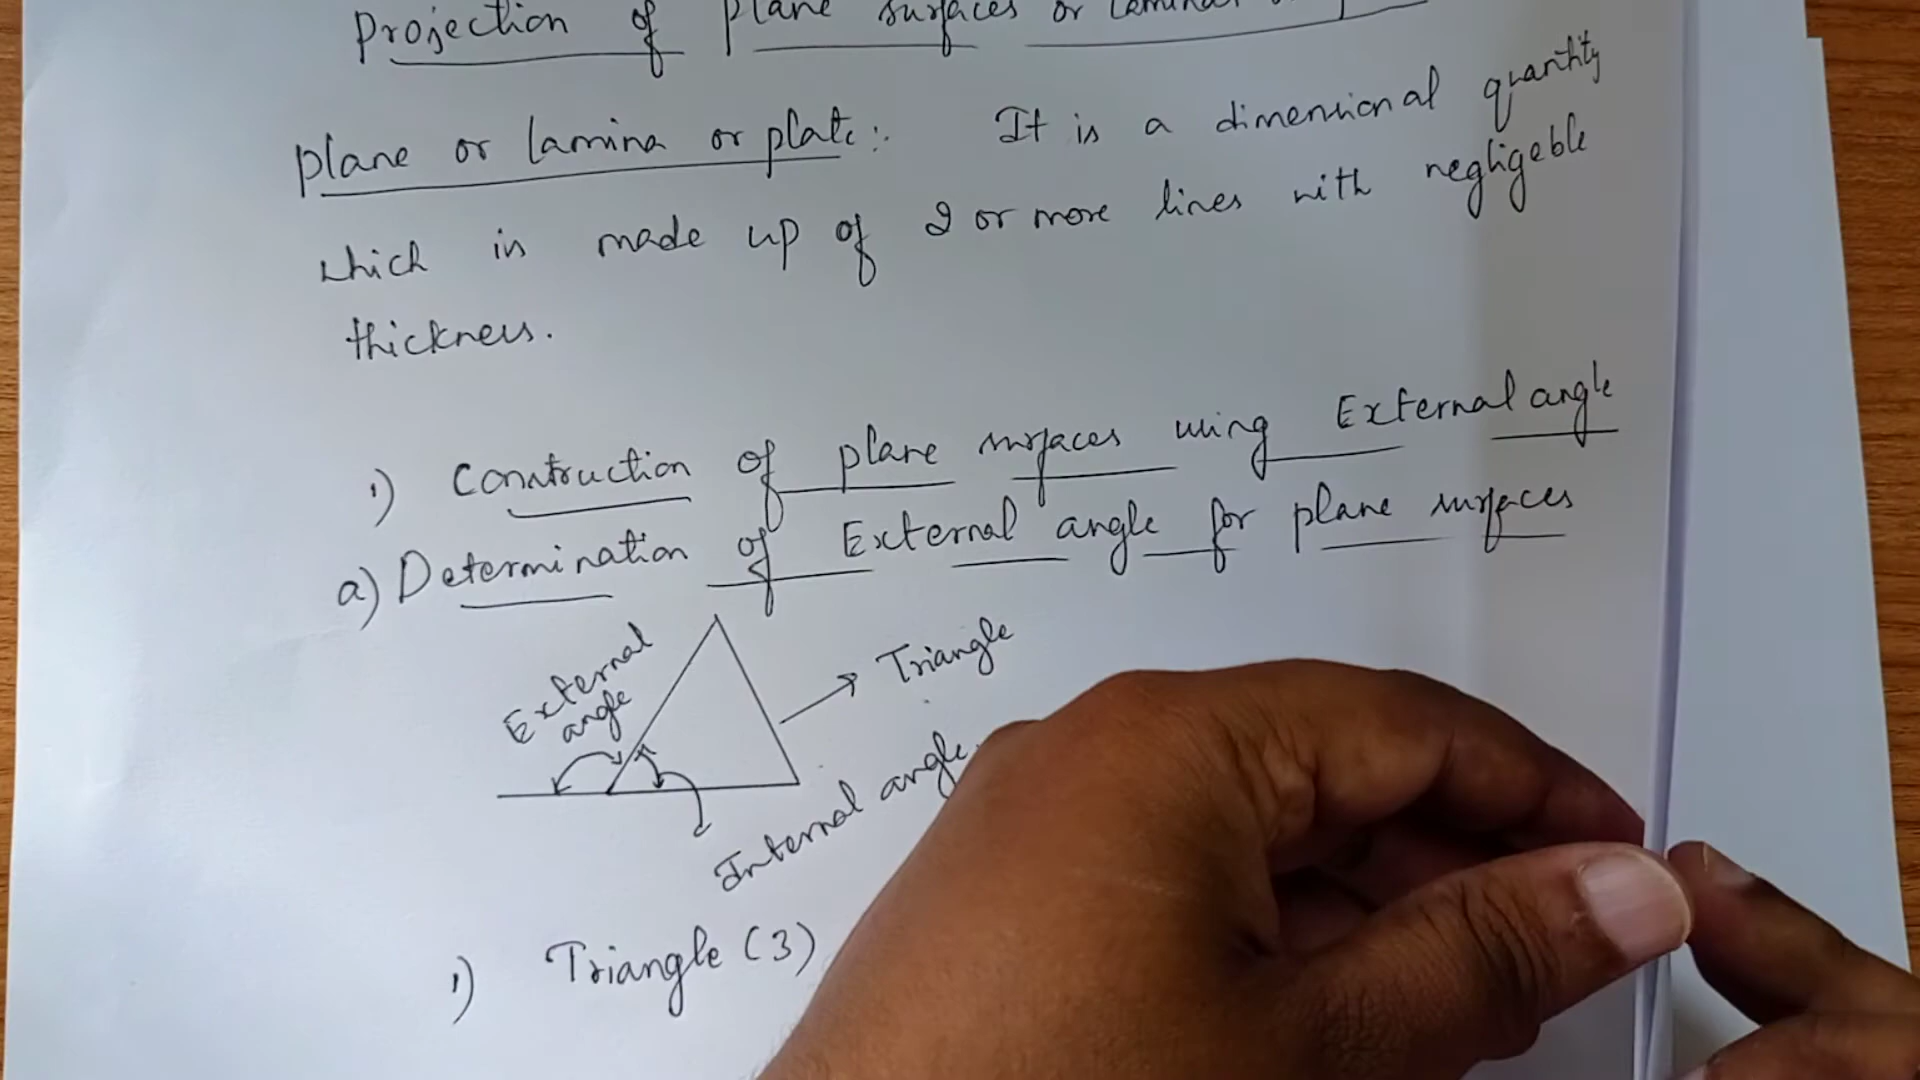 Projection of Plane surfaces or
Plane or lamina or plate:. It is a dimensional quantity
which is made up of 2 or more lines with negligeble
thickness.
1) Construction of plane surfaces using External angle
a) Determination of External angle for plane surfaces
External
angle
Triangle
Internal angle
1) Triangle (3)